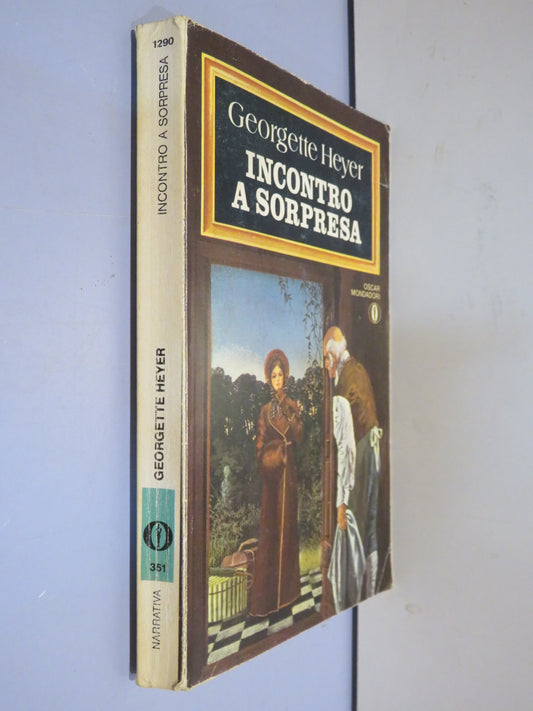 1290
INCONTRO A SORPRESA
GEORGETTE HEYER
351
NARRATIVA
Georgette Heyer
INCONTRO
A SORPRESA
OSCAR
MONDADORI